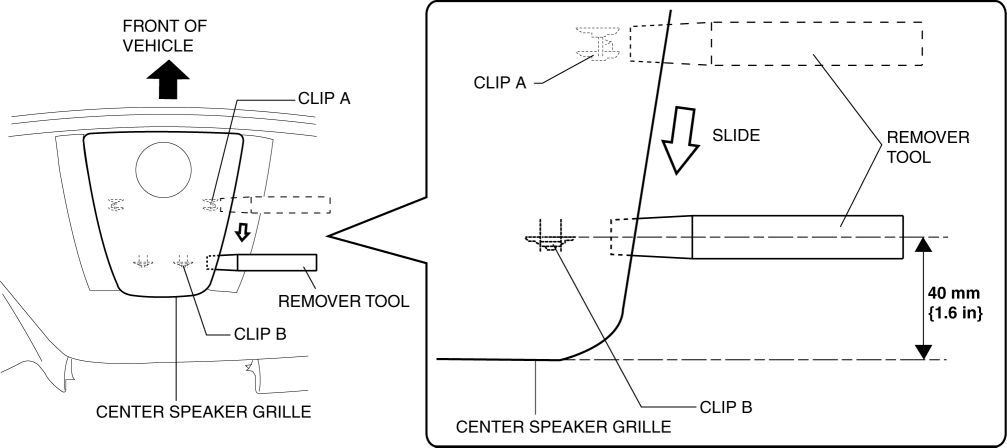 FRONT OF
VEHICLE
CLIP A
REMOVER TOOL
CLIP B
CENTER SPEAKER GRILLE
CLIP A
SLIDE
REMOVER
TOOL
40 mm
{1.6 in}
CLIP B
CENTER SPEAKER GRILLE